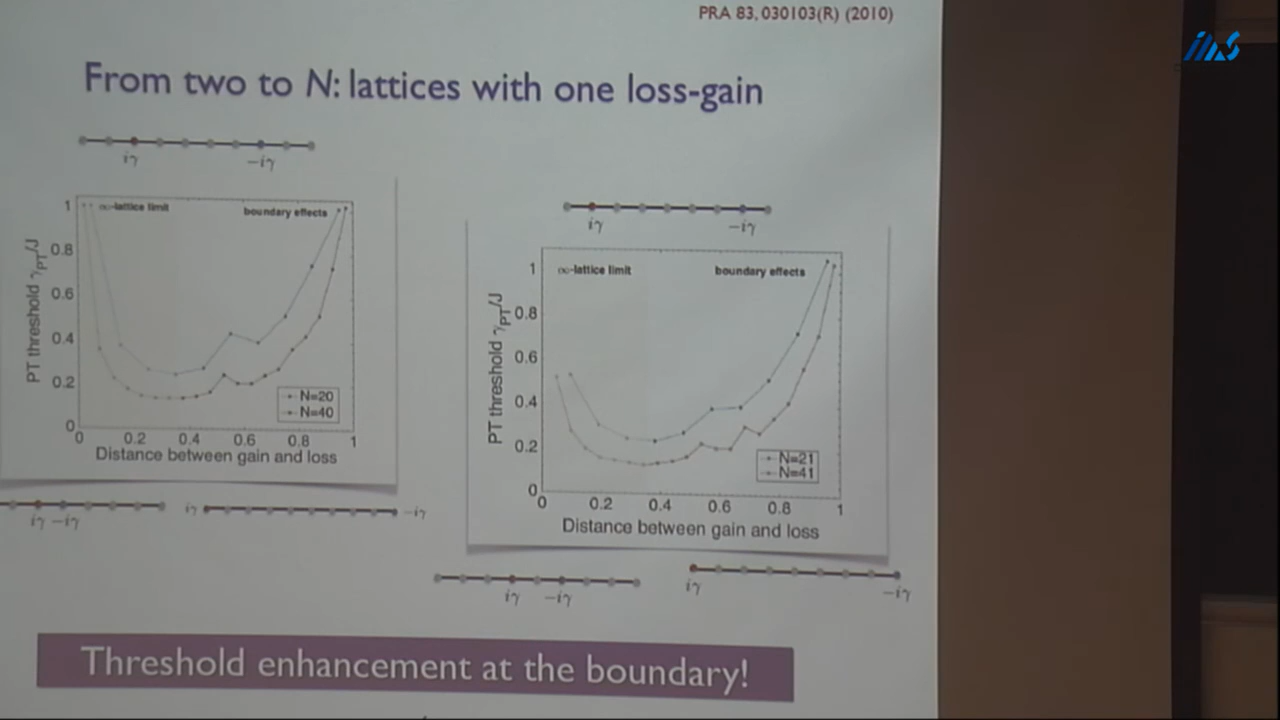 PRA 83, 030103(R) (2010)
ims
From two to N: lattices with one loss-gain
iγ
−iγ
∞-lattice limit
boundary effects
PT threshold γPT/J
1
0.8
0.6
0.4
0.2
0
N=20
N=40
0 0.2 0.4 0.6 0.8 1
Distance between gain and loss
iγ −iγ
iγ
−iγ
iγ
−iγ
∞-lattice limit
boundary effects
PT threshold γPT/J
1
0.8
0.6
0.4
0.2
0
N=21
N=41
0 0.2 0.4 0.6 0.8 1
Distance between gain and loss
iγ −iγ
iγ
−iγ
Threshold enhancement at the boundary!